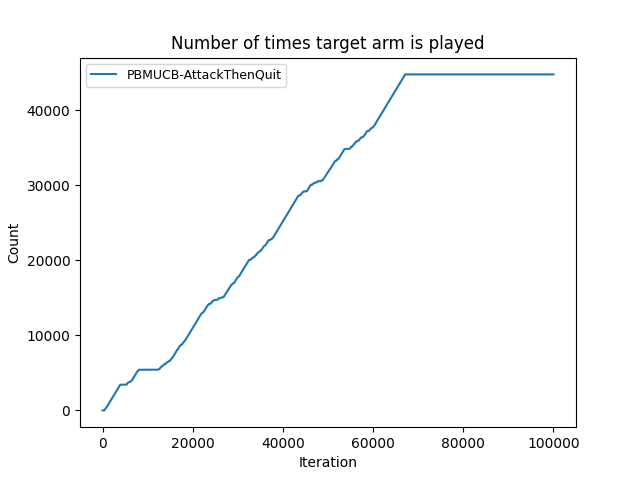 Number of times target arm is played
PBMUCB-AttackThenQuit
Count
40000
30000
20000
10000
0
0 20000 40000 60000 80000 100000
Iteration